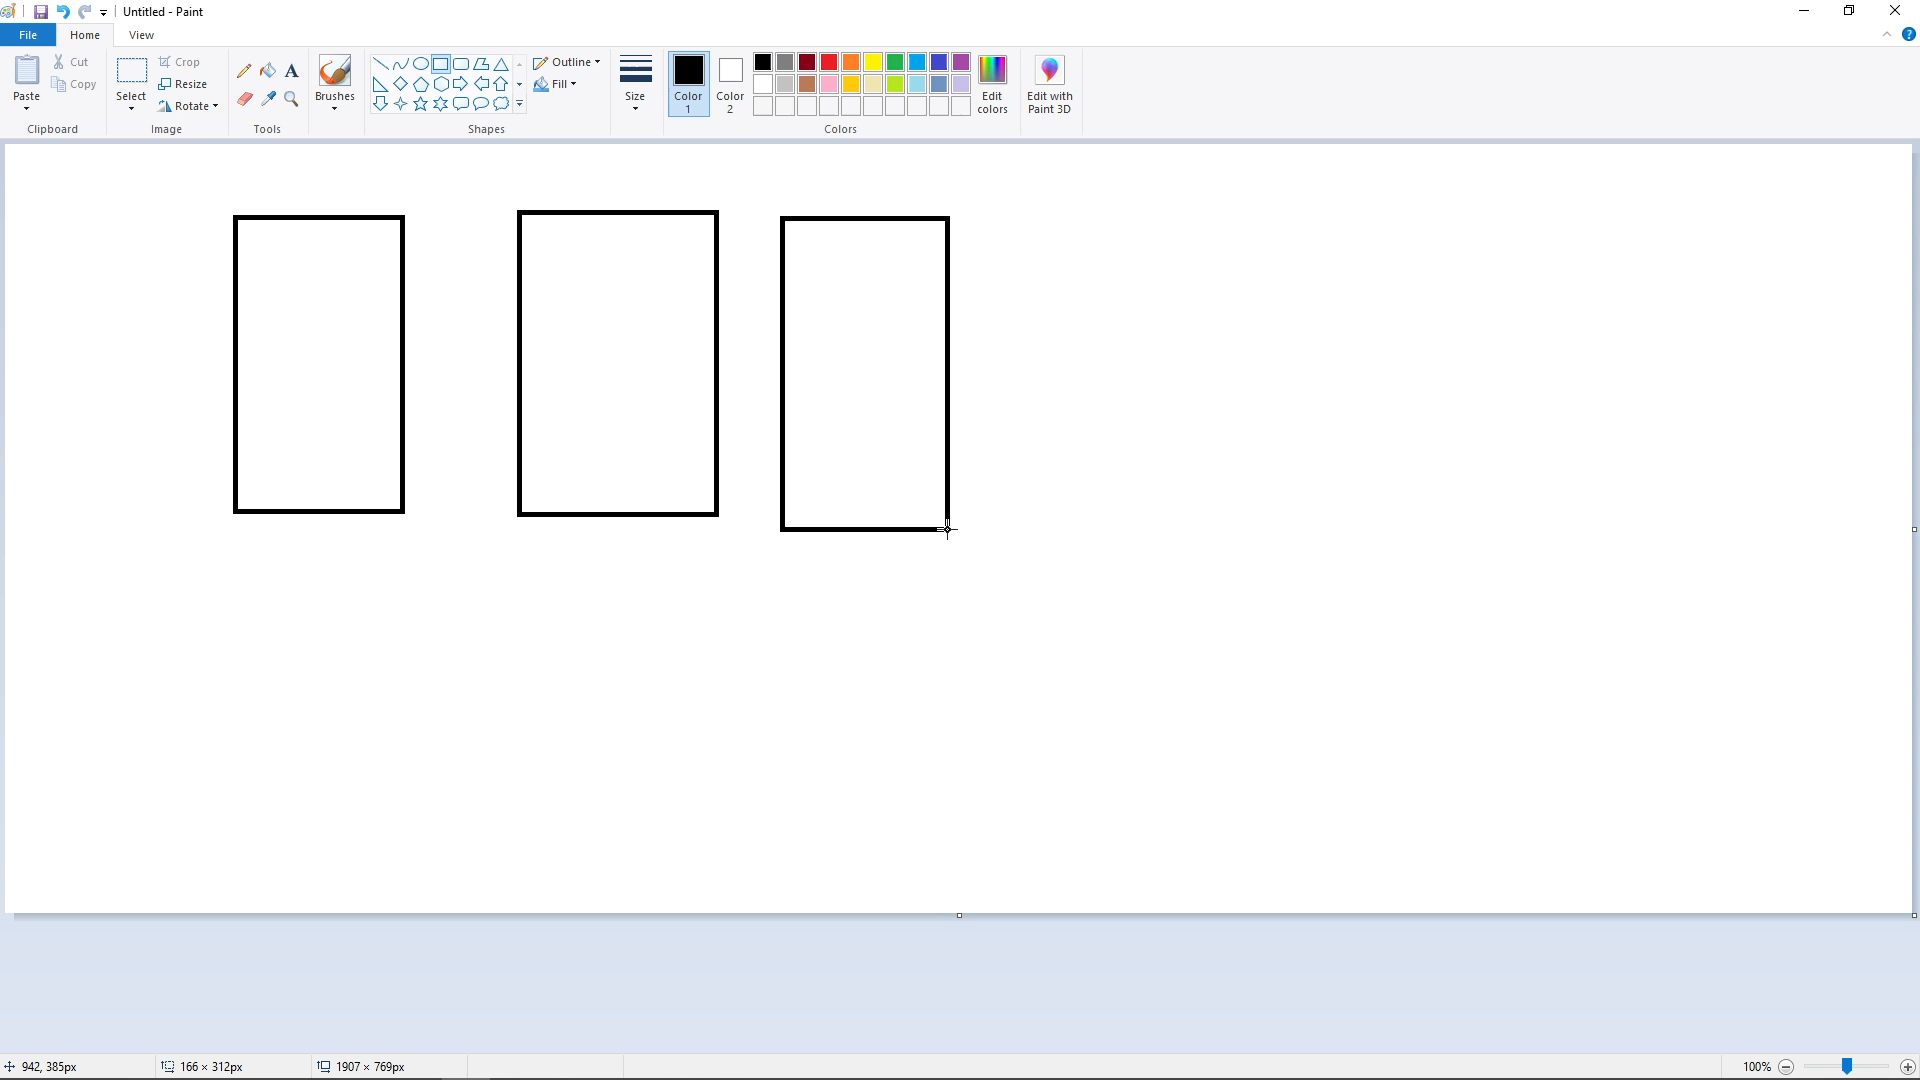 Untitled - Paint
File Home View
Paste
Cut
Copy
Clipboard
Select
Crop
Resize
Rotate
Image
Tools
Brushes
Shapes
Outline
Fill
Size
Color 1
Color 2
Colors
Edit colors
Edit with Paint 3D
942, 385px
166 × 312px
1907 × 769px
100%